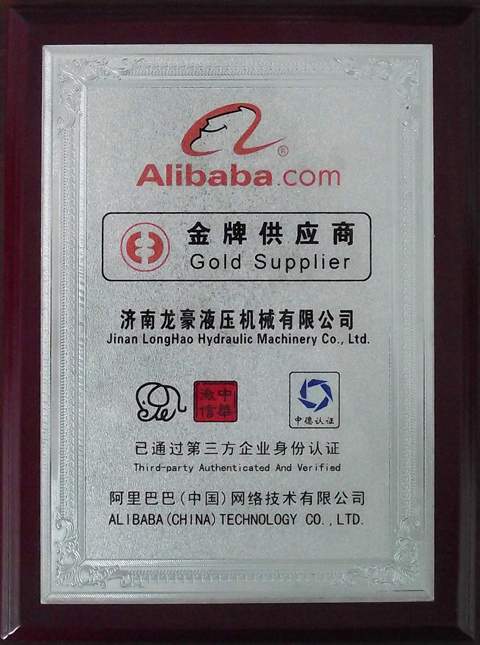 Alibaba.com®
金牌供应商
Gold Supplier
济南龙豪液压机械有限公司
Jinan LongHao Hydraulic Machinery Co., Ltd.
中华
徵信
中德认证
已通过第三方企业身份认证
Third-party Authenticated And Verified
阿里巴巴(中国)网络技术有限公司
ALIBABA(CHINA)TECHNOLOGY CO.,LTD.